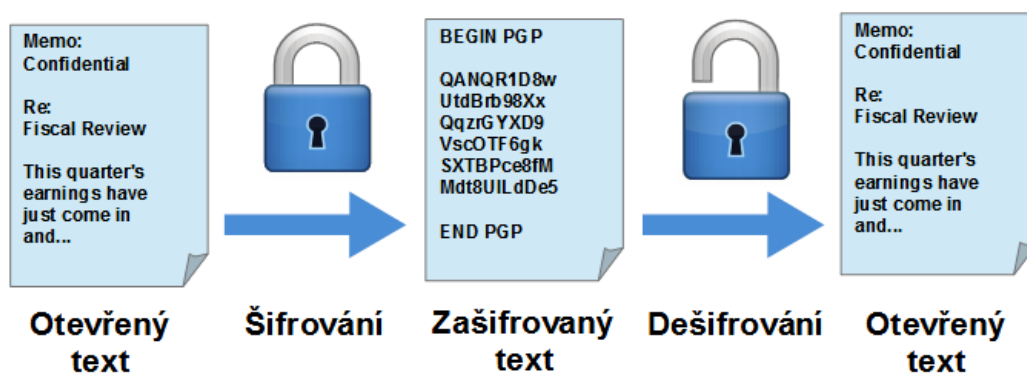 Memo:
Confidential
Re:
Fiscal Review
This quarter's
earnings have
just come in
and...
BEGIN PGP
QANQR1D8w
UtdBrb98Xx
QqzrGYXD9
VscOTF6gk
SXTBPce8fM
Mdt8UILdDe5
END PGP
Memo:
Confidential
Re:
Fiscal Review
This quarter's
earnings have
just come in
and...
Otevřený
text
Šifrování
Zašifrovaný
text
Dešifrování
Otevřený
text